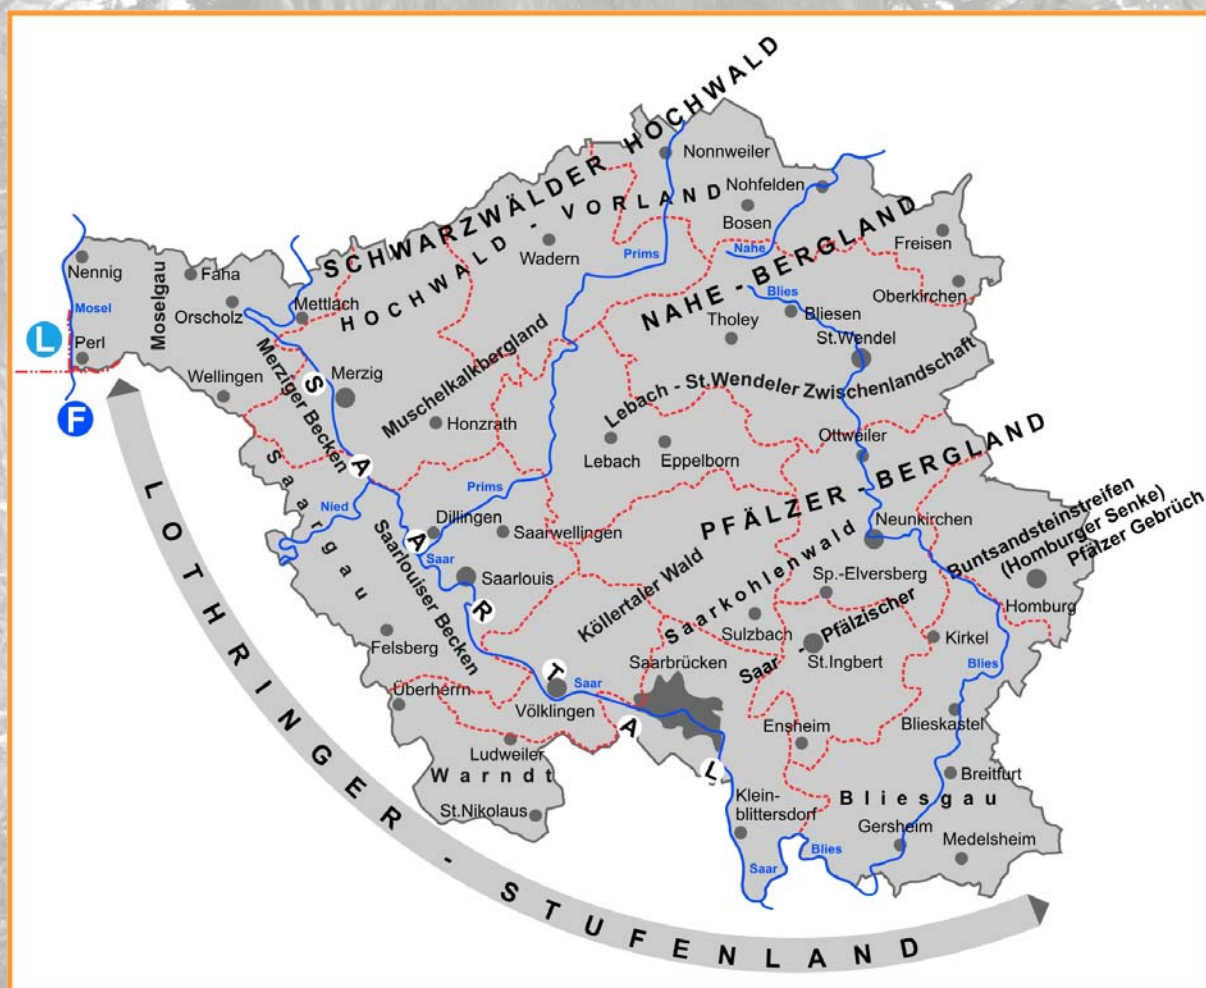 SCHWARZWÄLDER HOCHWALD
HOCHWALD - VORLAND
Nonnweiler
Nohfelden
Bosen
Freisen
Wadern
Prims
Nahe
NAHE - BERGLAND
Oberkirchen
Nennig
Mosel
Moselgau
Faha
Orscholz
Mettlach
L
Perl
F
Wellingen
Merzig
Merziger Becken
Muschelkalkbergland
Honzrath
Blies
Bliesen
Tholey
St.Wendel
Lebach - St.Wendeler Zwischenlandschaft
Lebach
Eppelborn
Ottweiler
PFÄLZER - BERGLAND
SAARTAL
Saargau
Nied
Prims
Dillingen
Saarwellingen
Saar
Saarlouis
Saarlouiser Becken
Felsberg
Überherrn
Köllertaler Wald
Saarkohlenwald
Neunkirchen
Buntsandsteinstreifen
(Homburger Senke)
Pfälzer Gebrüch
Homburg
Sp.-Elversberg
Sulzbach
Saar - Pfälzischer
St.Ingbert
Kirkel
Blies
Saarbrücken
Saar
Völklingen
Ludweiler
Warndt
St.Nikolaus
Ensheim
Blieskastel
Breitfurt
Bliesgau
Klein-
blittersdorf
Gersheim
Medelsheim
Blies
Saar
LOTHRINGER - STUFENLAND